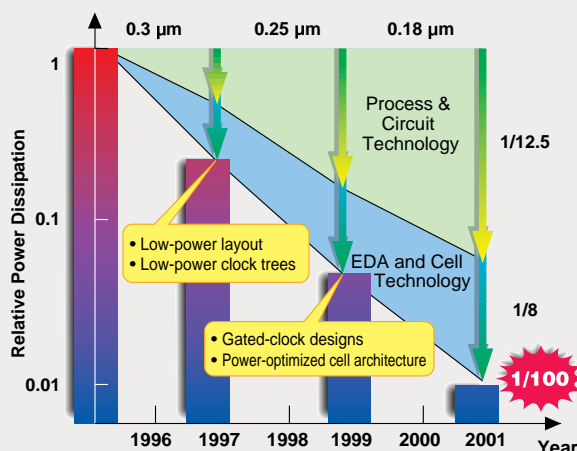 0.3 µm 0.25 µm 0.18 µm
1
0.1
0.01
Relative Power Dissipation
Process &
Circuit
Technology
1/12.5
EDA and Cell
Technology
1/8
1/100
• Low-power layout
• Low-power clock trees
• Gated-clock designs
• Power-optimized cell architecture
1996 1997 1998 1999 2000 2001
Year